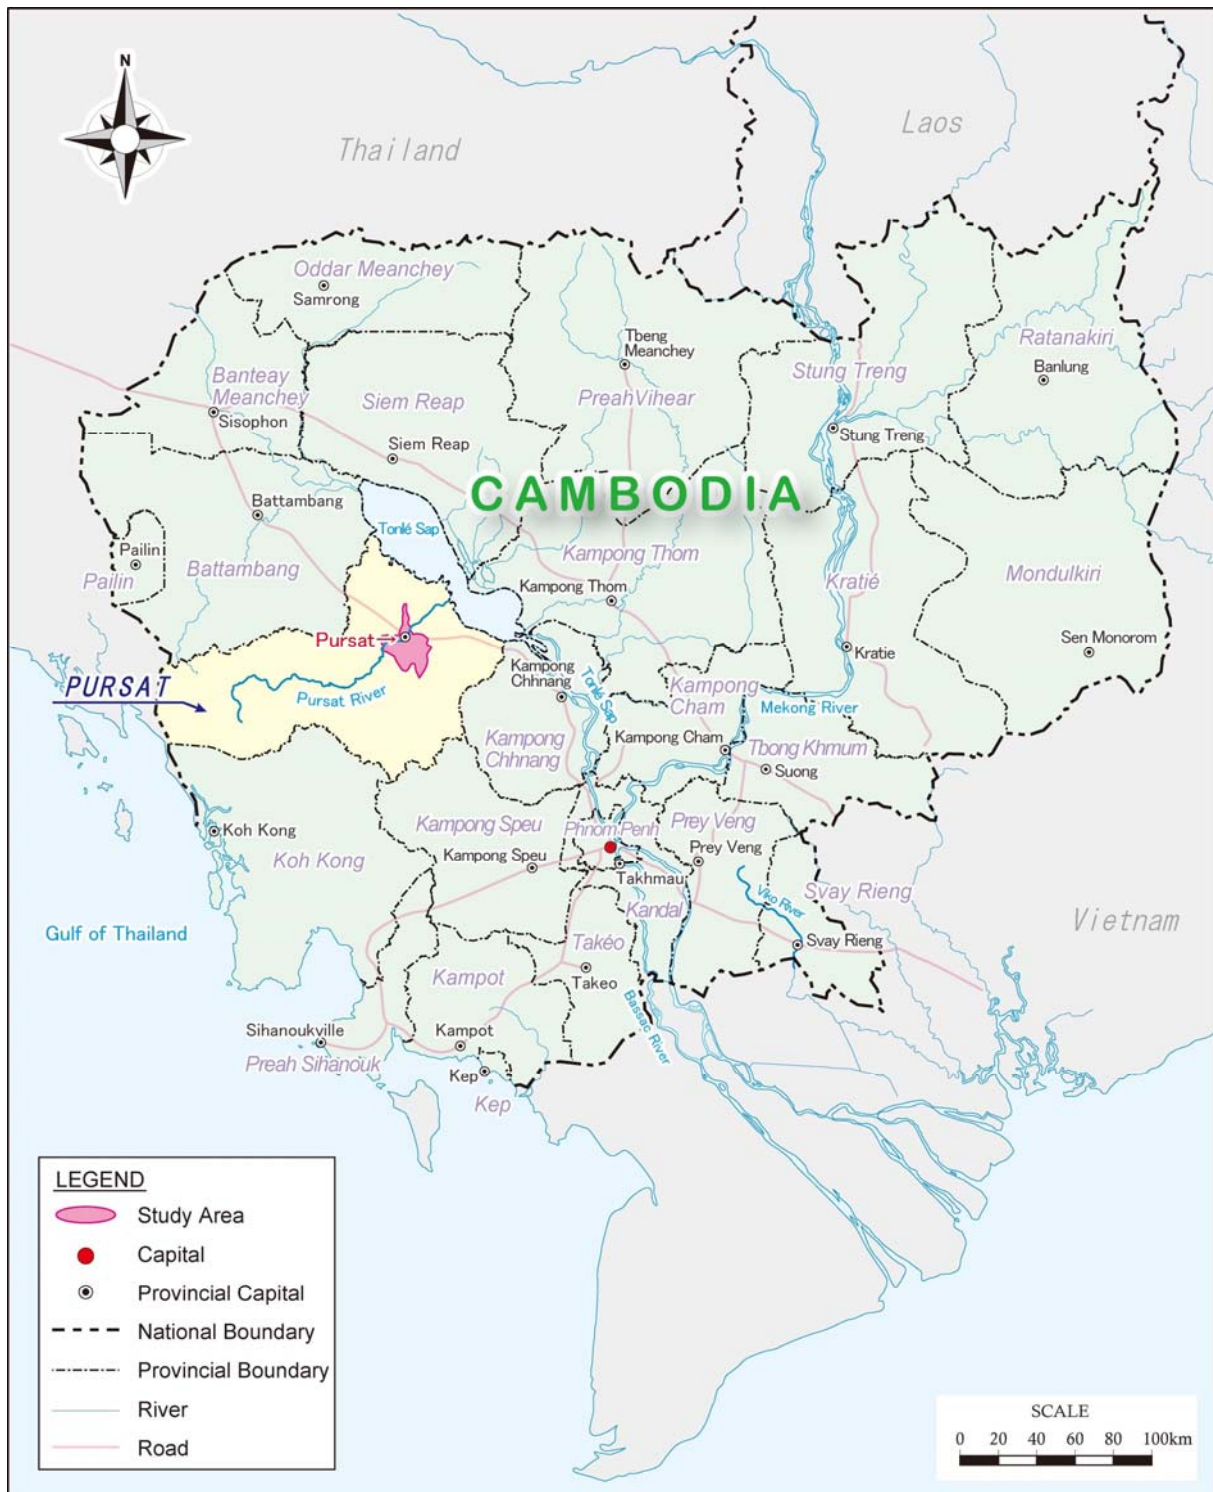 N
Thailand
Laos
Oddar Meanchey
Samrong
Tbeng
Meanchey
Ratanakiri
Banlung
Stung Treng
Banteay
Meanchey
Sisophon
Siem Reap
PreahVihear
Stung Treng
Siem Reap
CAMBODIA
Battambang
Tonlé Sap
Pailin
Pailin
Battambang
Kampong Thom
Kampong Thom
Kratié
Mondulkiri
Pursat
Sen Monorom
Kratie
PURSAT
Pursat River
Kampong
Chhnang
Tonlé Sap
Kampong
Cham
Mekong River
Kampong
Chhnang
Kampong Cham
Tbong Khmum
Suong
Koh Kong
Koh Kong
Kampong Speu
Kampong Speu
Phnom Penh
Prey Veng
Prey Veng
Takhmau
Kandal
Viko River
Svay Rieng
Svay Rieng
Vietnam
Gulf of Thailand
Takéo
Takeo
Kampot
Kampot
Bassac River
Sihanoukville
Preah Sihanouk
Kep
Kep
LEGEND
Study Area
Capital
Provincial Capital
National Boundary
Provincial Boundary
River
Road
SCALE
0 20 40 60 80 100km